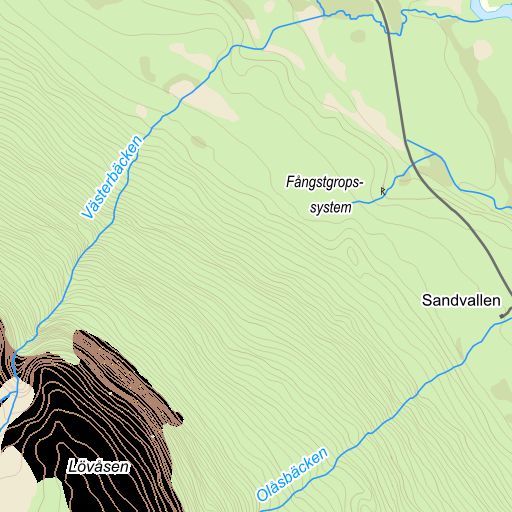 Västerbäcken
Fångstgrops-
system
R
Sandvallen
Lövåsen
Olåsbäcken